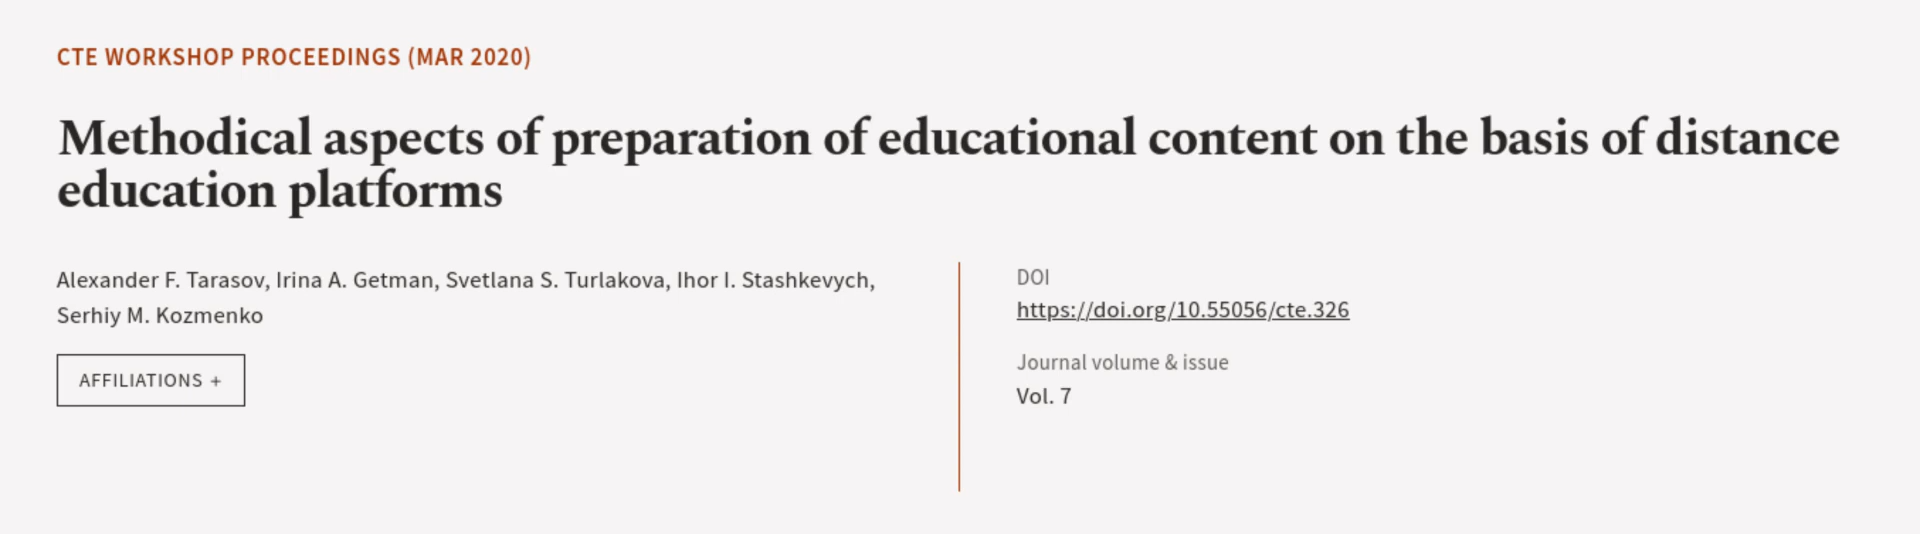 CTE WORKSHOP PROCEEDINGS (MAR 2020)
Methodical aspects of preparation of educational content on the basis of distance
education platforms
Alexander F. Tarasov, Irina A. Getman, Svetlana S. Turlakova, Ihor I. Stashkevych,
Serhiy M. Kozmenko
AFFILIATIONS +
DOI
https://doi.org/10.55056/cte.326
Journal volume & issue
Vol. 7